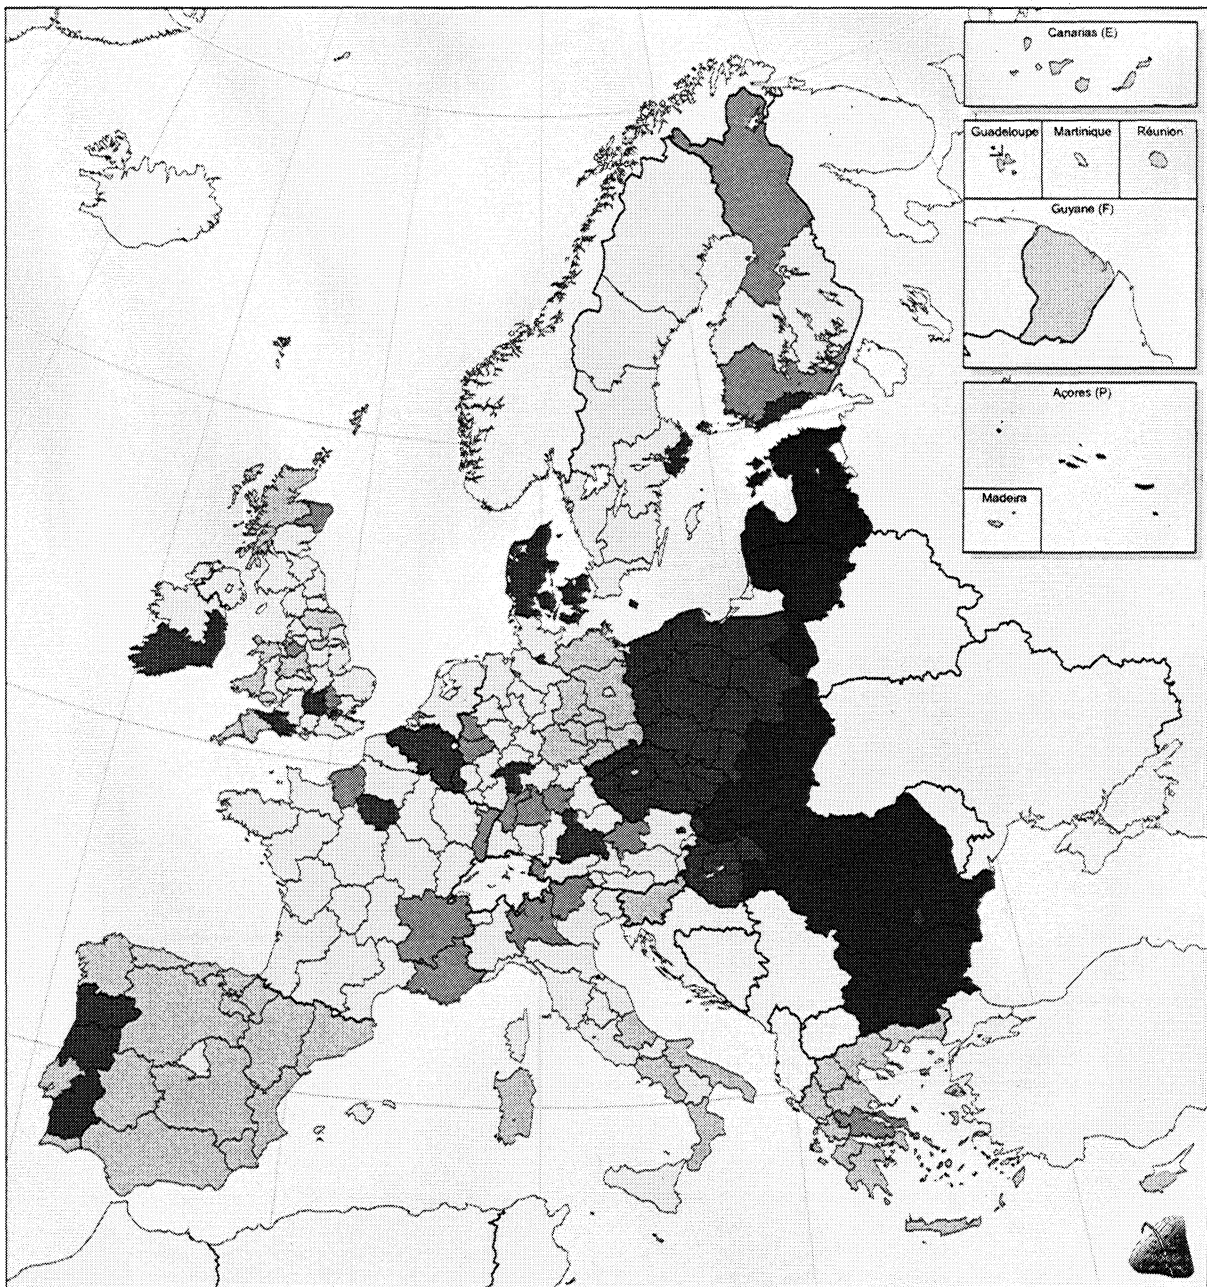 Canarias (E)
Guadeloupe
Martinique
Réunion
Guyane (F)
Açores (P)
Madeira